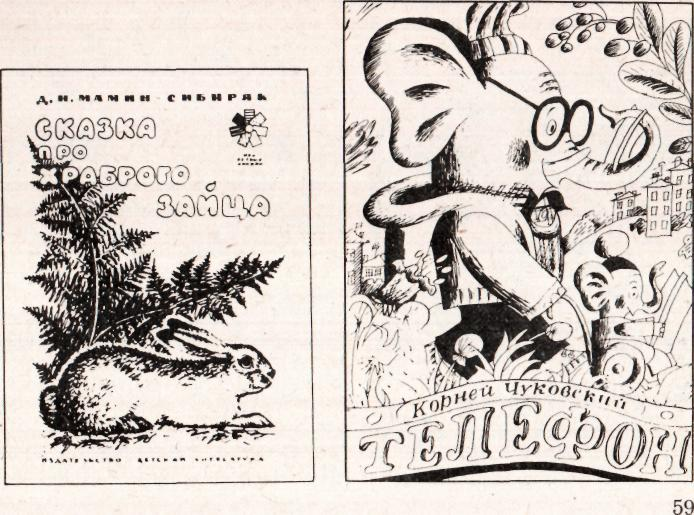 Д. Н. МАМИН-СИБИРЯК
СКАЗКА
ПРО
ХРАБРОГО
ЗАЙЦА
ИЗДАТЕЛЬСТВО ДЕТСКАЯ ЛИТЕРАТУРА
Корней Чуковский
ТЕЛЕФОН
59